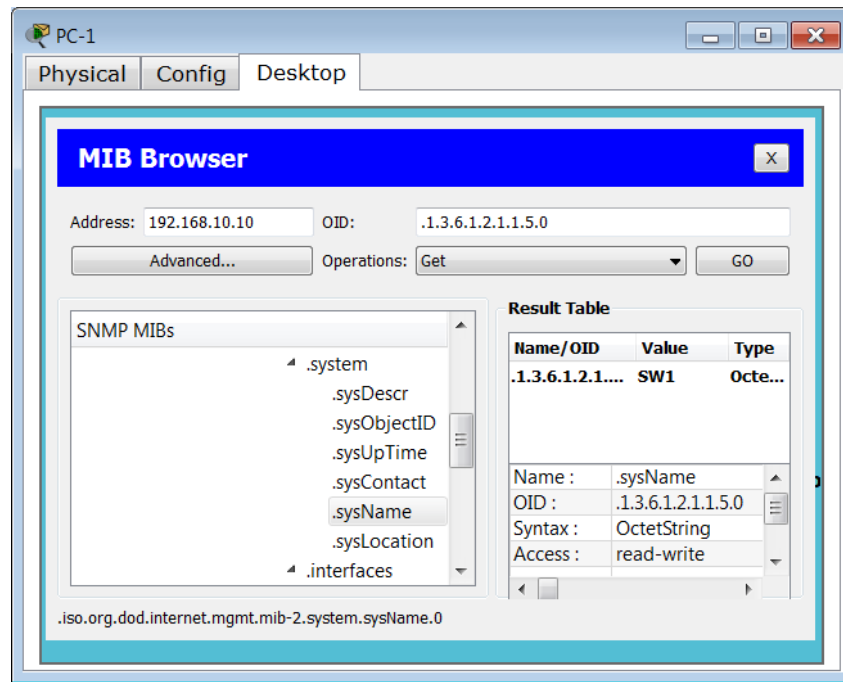 PC-1
Physical Config Desktop
MIB Browser X
Address: 192.168.10.10 OID: .1.3.6.1.2.1.1.5.0
Advanced... Operations: Get GO
SNMP MIBs
.system
.sysDescr
.sysObjectID
.sysUpTime
.sysContact
.sysName
.sysLocation
.interfaces
Result Table
Name/OID Value Type
.1.3.6.1.2.1.... SW1 Octe...
Name : .sysName
OID : .1.3.6.1.2.1.1.5.0
Syntax : OctetString
Access : read-write
.iso.org.dod.internet.mgmt.mib-2.system.sysName.0